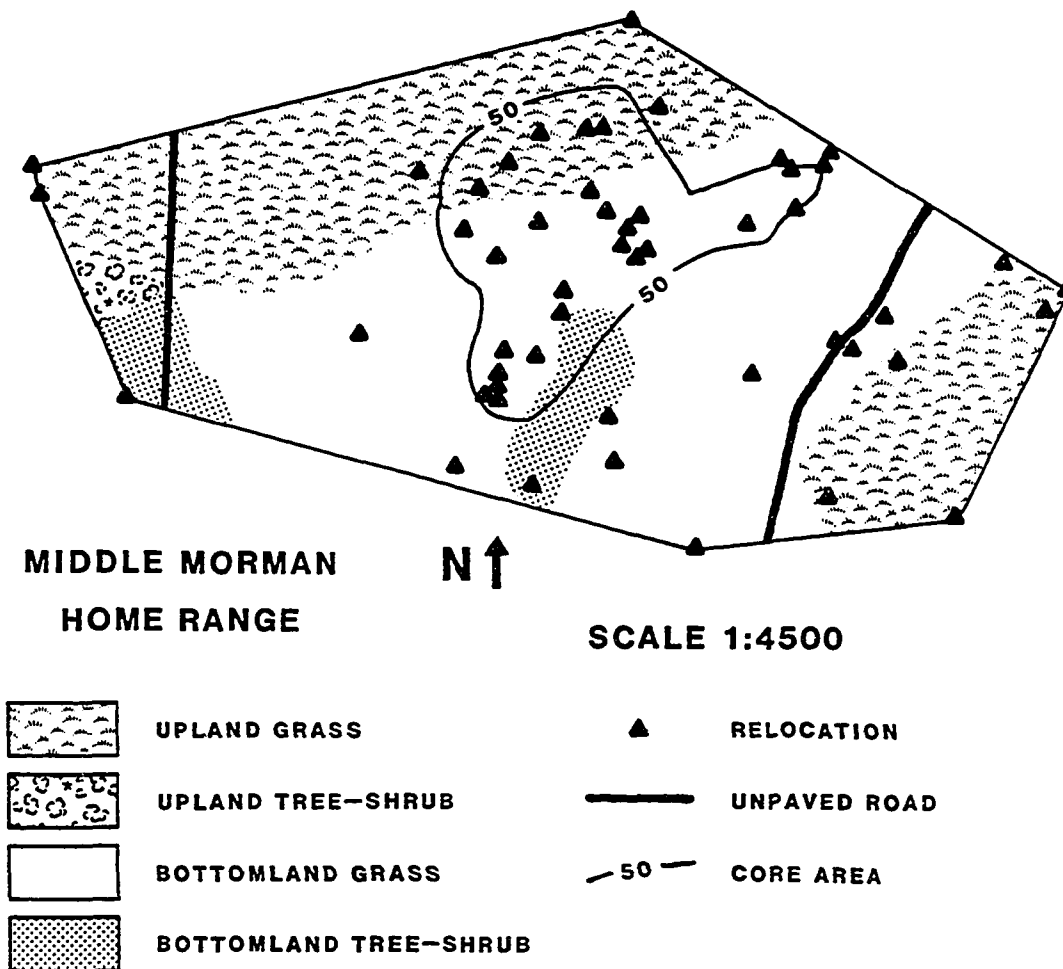 50
50
MIDDLE MORMAN
HOME RANGE
N
SCALE 1:4500
UPLAND GRASS
RELOCATION
UPLAND TREE-SHRUB
UNPAVED ROAD
BOTTOMLAND GRASS
50
CORE AREA
BOTTOMLAND TREE-SHRUB